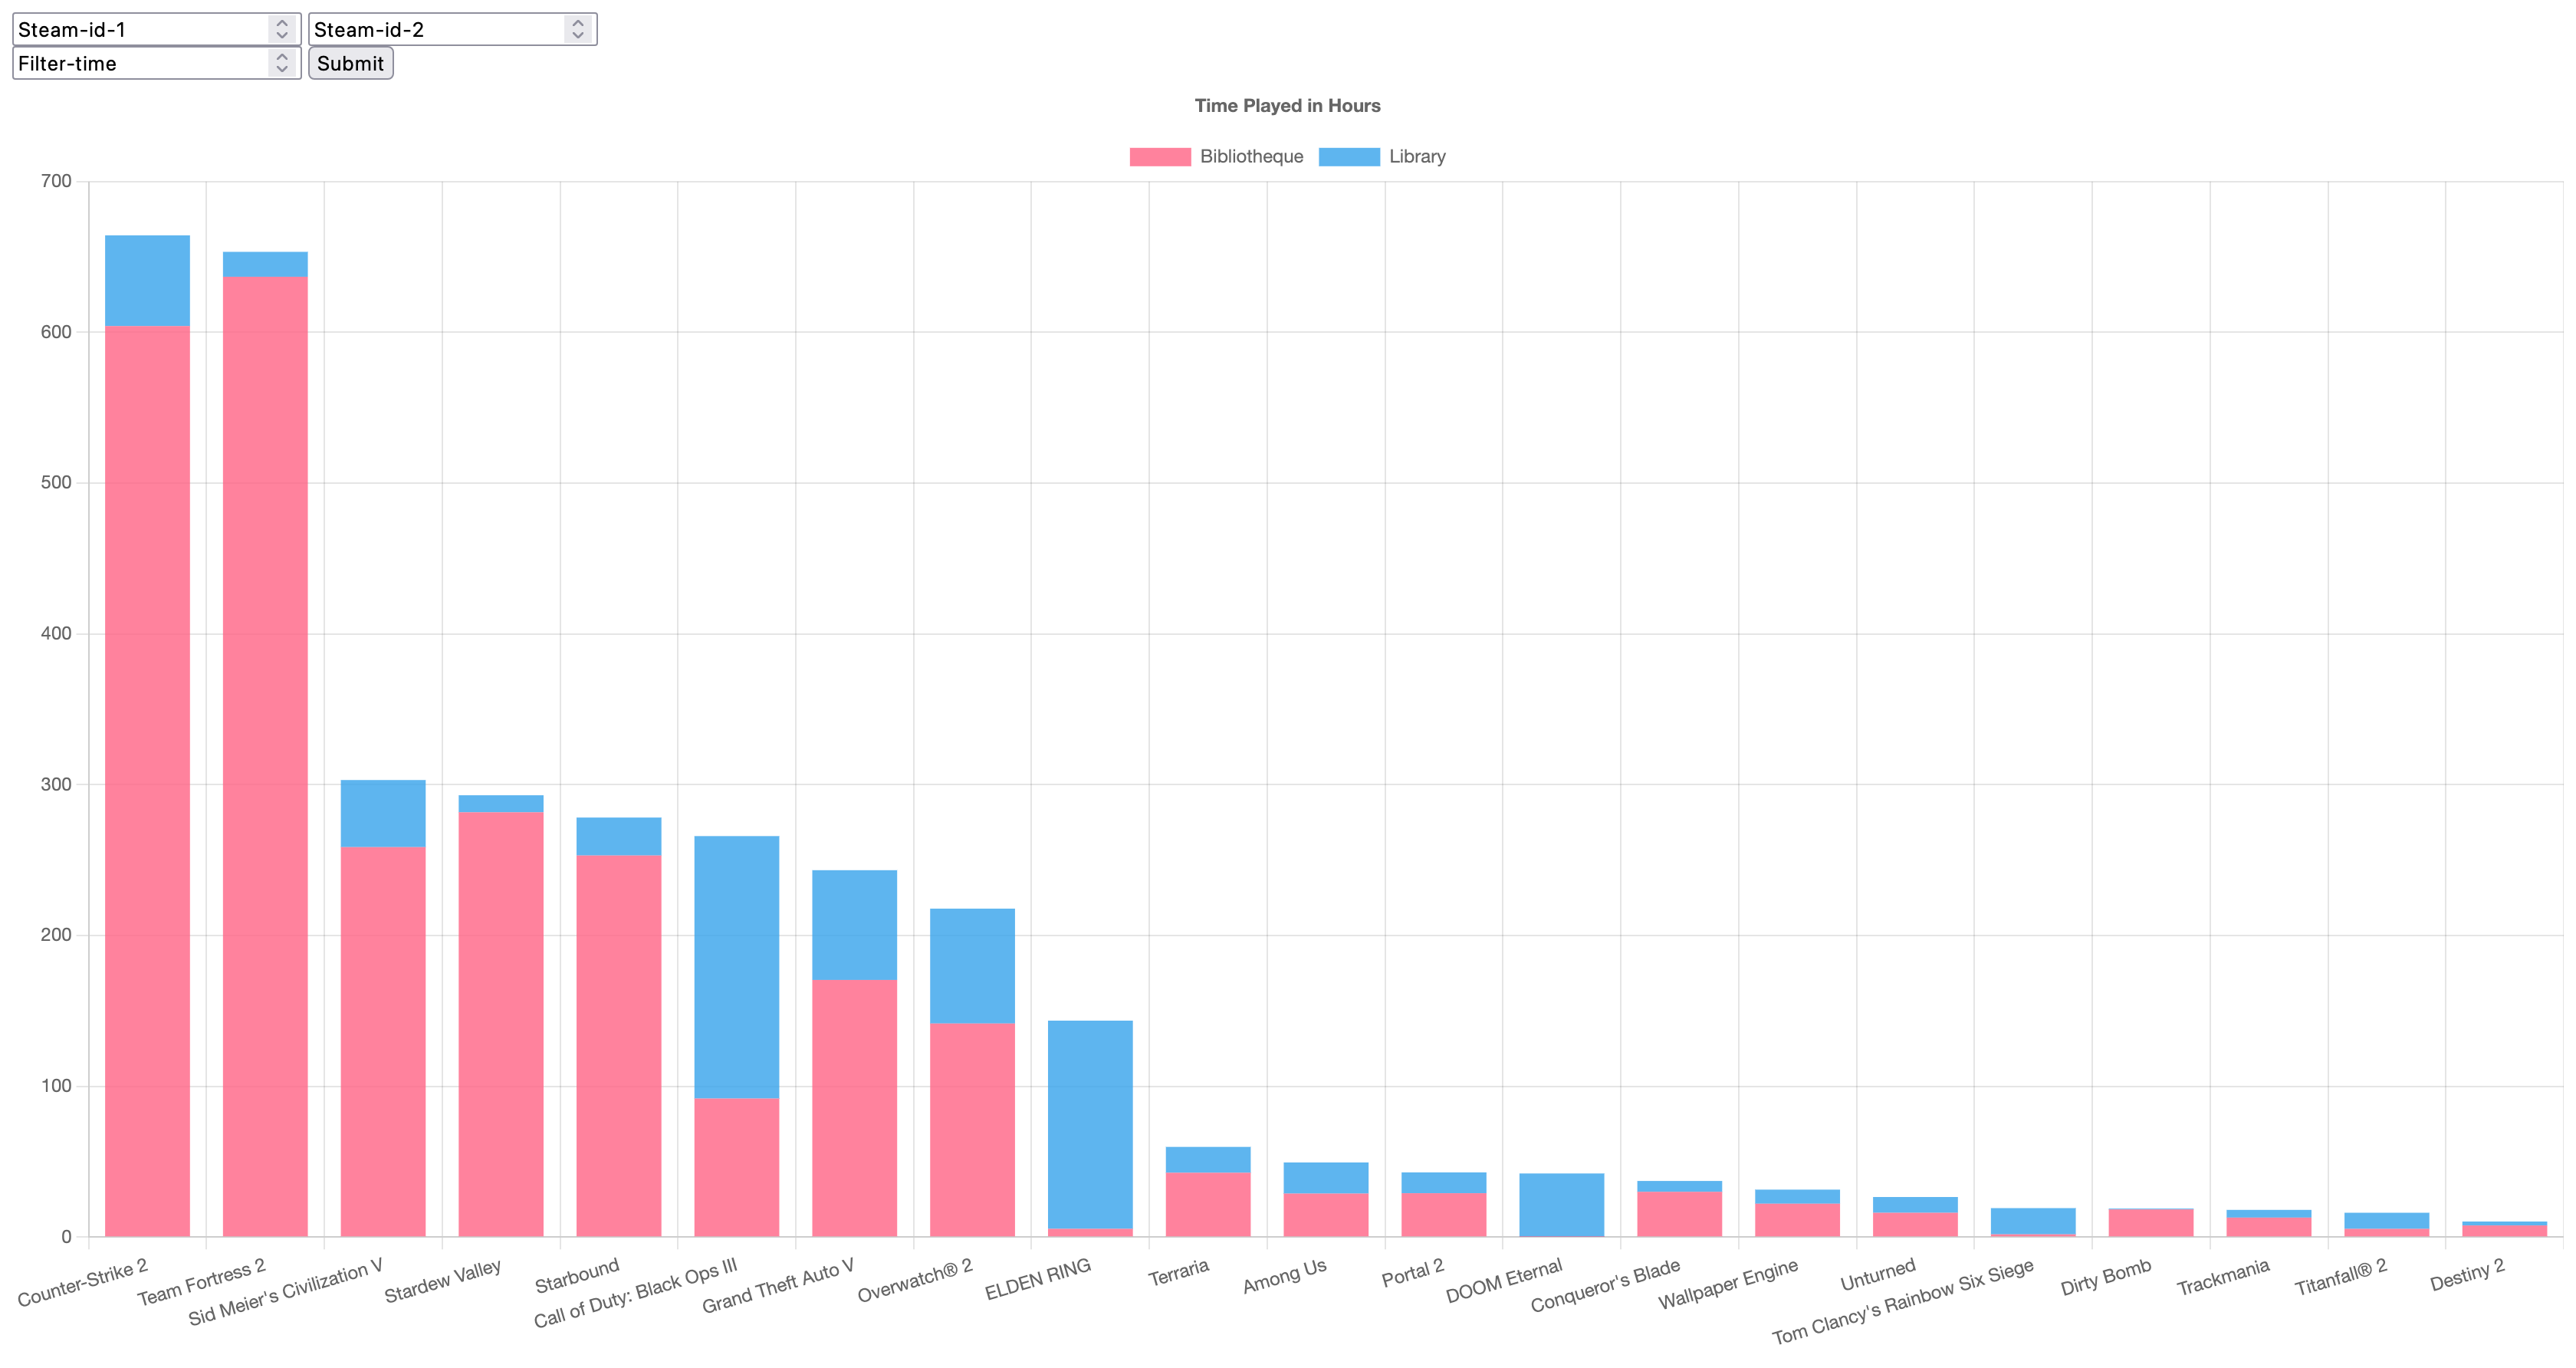 Steam-id-1 Steam-id-2
Filter-time Submit
Time Played in Hours
Bibliotheque Library
700
600
500
400
300
200
100
0
Counter-Strike 2
Team Fortress 2
Sid Meier's Civilization V
Stardew Valley
Starbound
Call of Duty: Black Ops III
Grand Theft Auto V
Overwatch® 2
ELDEN RING
Terraria
Among Us
Portal 2
DOOM Eternal
Conqueror's Blade
Wallpaper Engine
Unturned
Tom Clancy's Rainbow Six Siege
Dirty Bomb
Trackmania
Titanfall® 2
Destiny 2